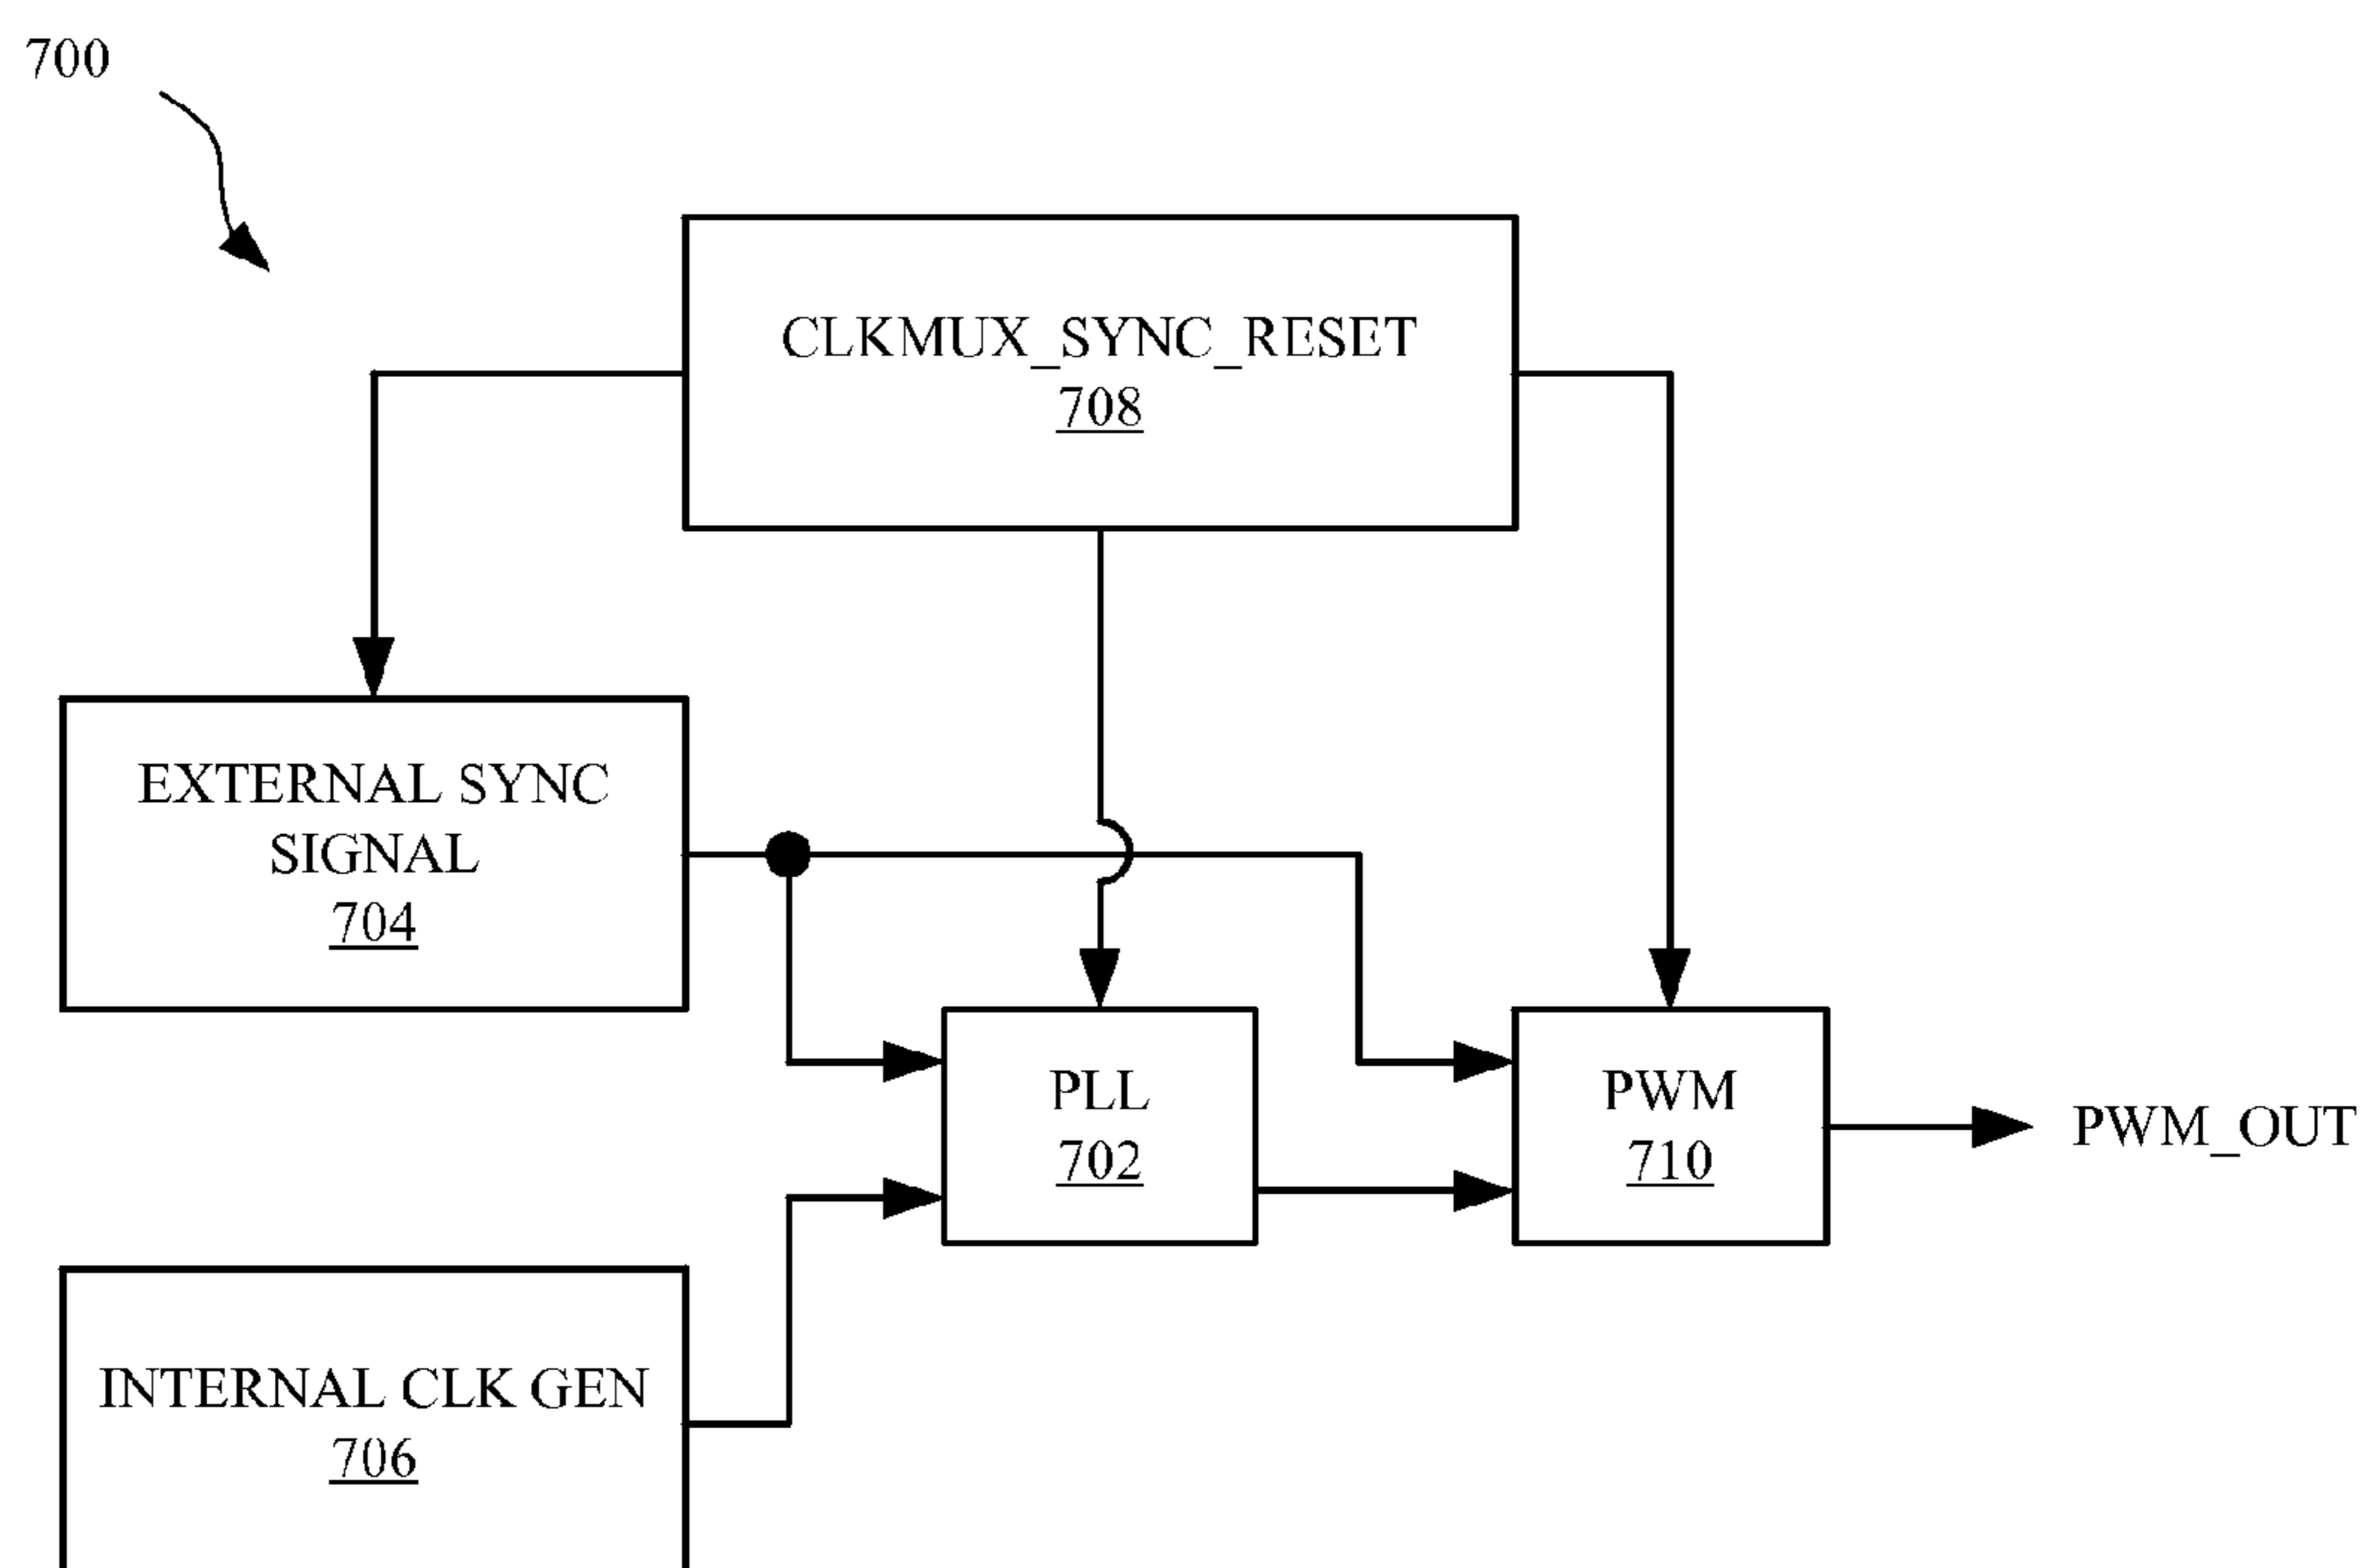 700
CLKMUX_SYNC_RESET
708
EXTERNAL SYNC
SIGNAL
704
PLL
702
PWM
710
PWM_OUT
INTERNAL CLK GEN
706